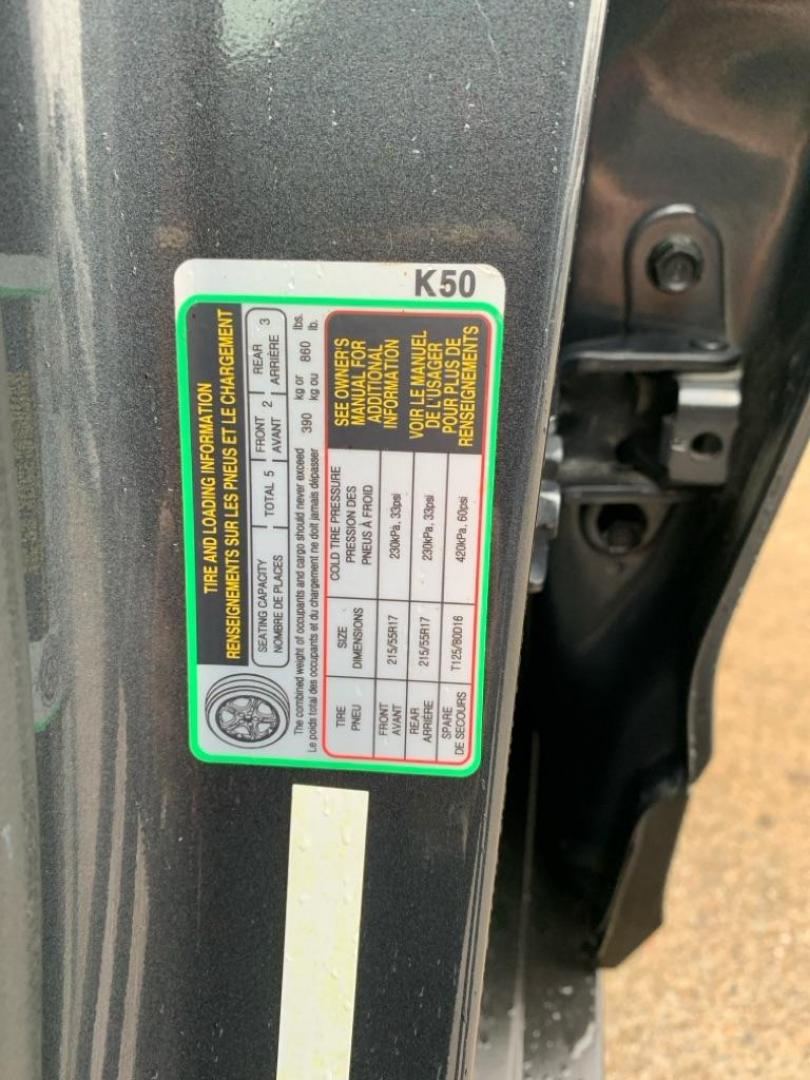 K50
TIRE AND LOADING INFORMATION
RENSEIGNEMENTS SUR LES PNEUS ET LE CHARGEMENT
SEATING CAPACITY
NOMBRE DE PLACES
TOTAL 5
FRONT
AVANT
2
REAR
ARRIÈRE
3
The combined weight of occupants and cargo should never exceed 390 kg or 860 lbs.
Le poids total des occupants et du chargement ne doit jamais dépasser 390 kg ou 860 lb.
TIRE
PNEU
SIZE
DIMENSIONS
COLD TIRE PRESSURE
PRESSION DES
PNEUS À FROID
FRONT
AVANT
215/55R17
230kPa, 33psi
REAR
ARRIÈRE
215/55R17
230kPa, 33psi
SPARE
DE SECOURS
T125/80D16
420kPa, 60psi
SEE OWNER'S
MANUAL FOR
ADDITIONAL
INFORMATION
VOIR LE MANUEL
DE L'USAGER
POUR PLUS DE
RENSEIGNEMENTS